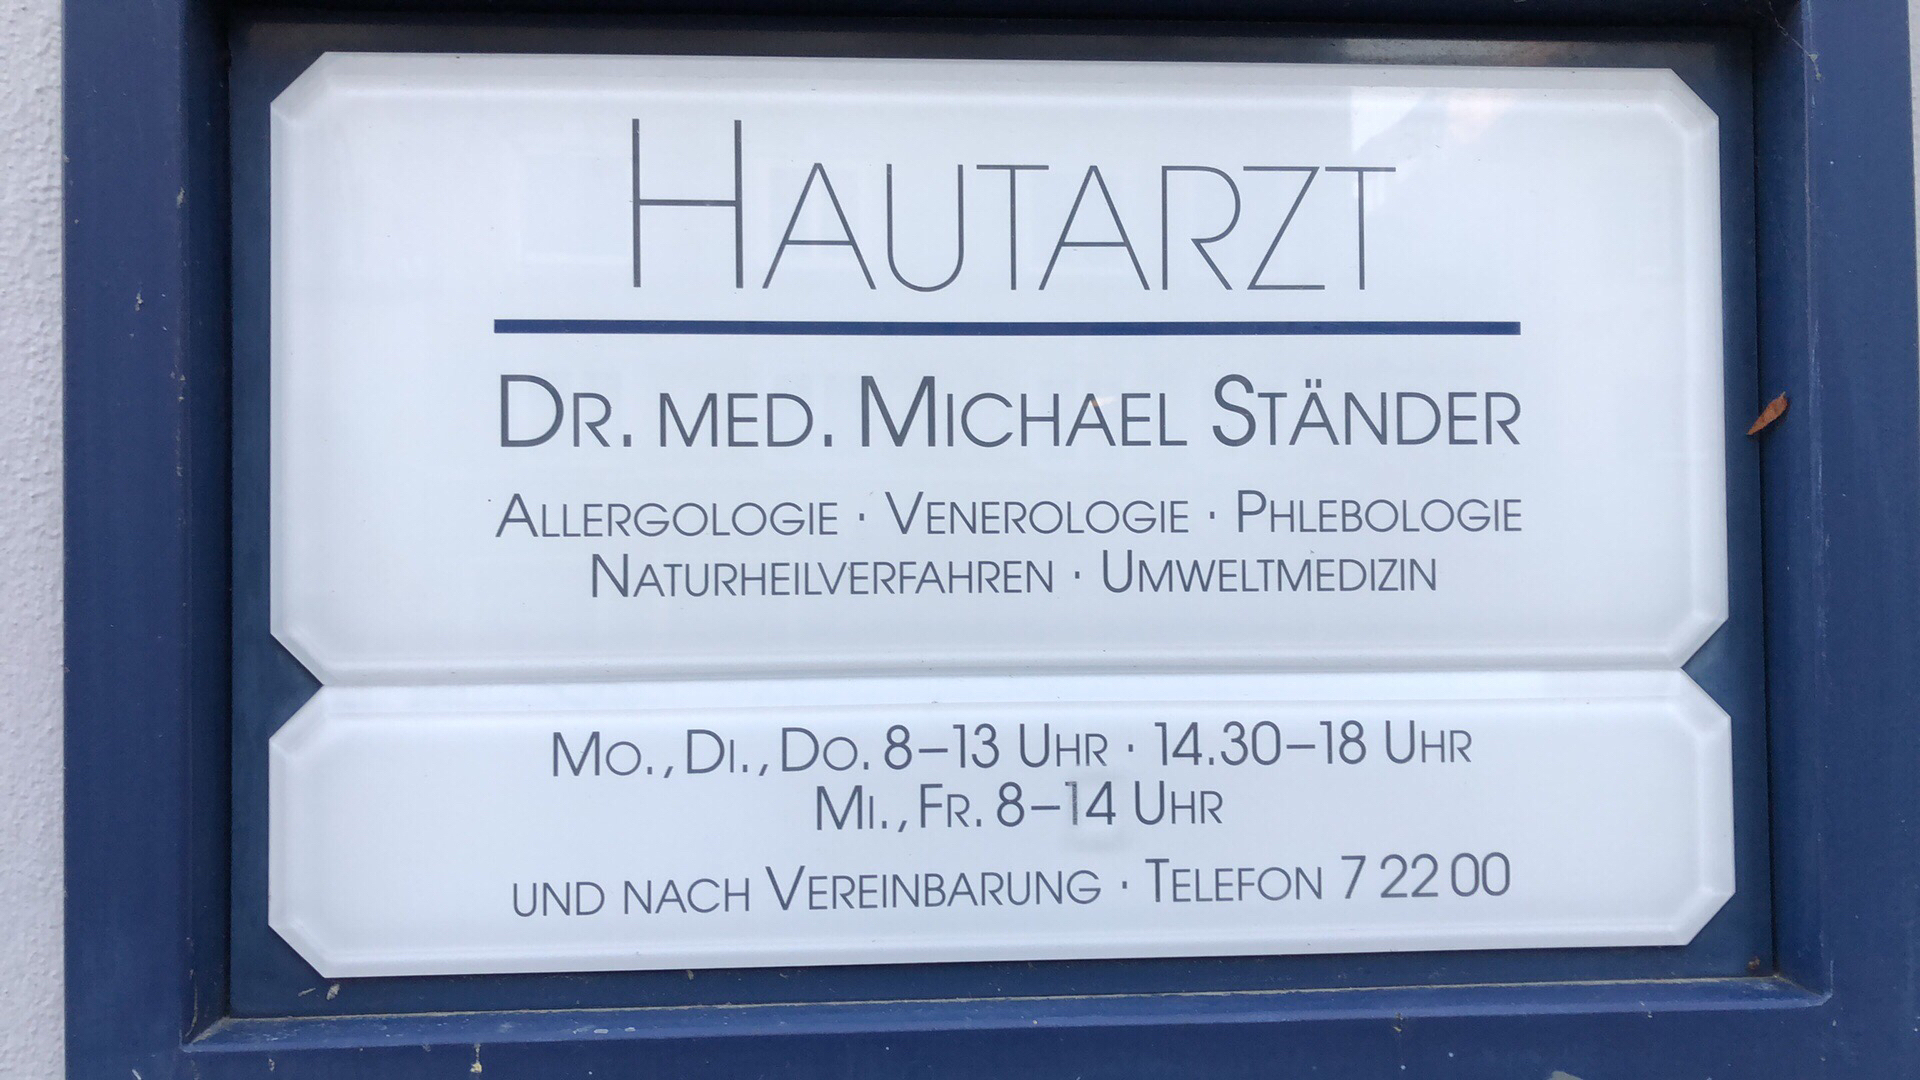 HAUTARZT
DR. MED. MICHAEL STÄNDER
ALLERGOLOGIE · VENEROLOGIE · PHLEBOLOGIE
NATURHEILVERFAHREN · UMWELTMEDIZIN
MO., DI., DO. 8–13 UHR · 14.30–18 UHR
MI., FR. 8–14 UHR
UND NACH VEREINBARUNG · TELEFON 7 22 00